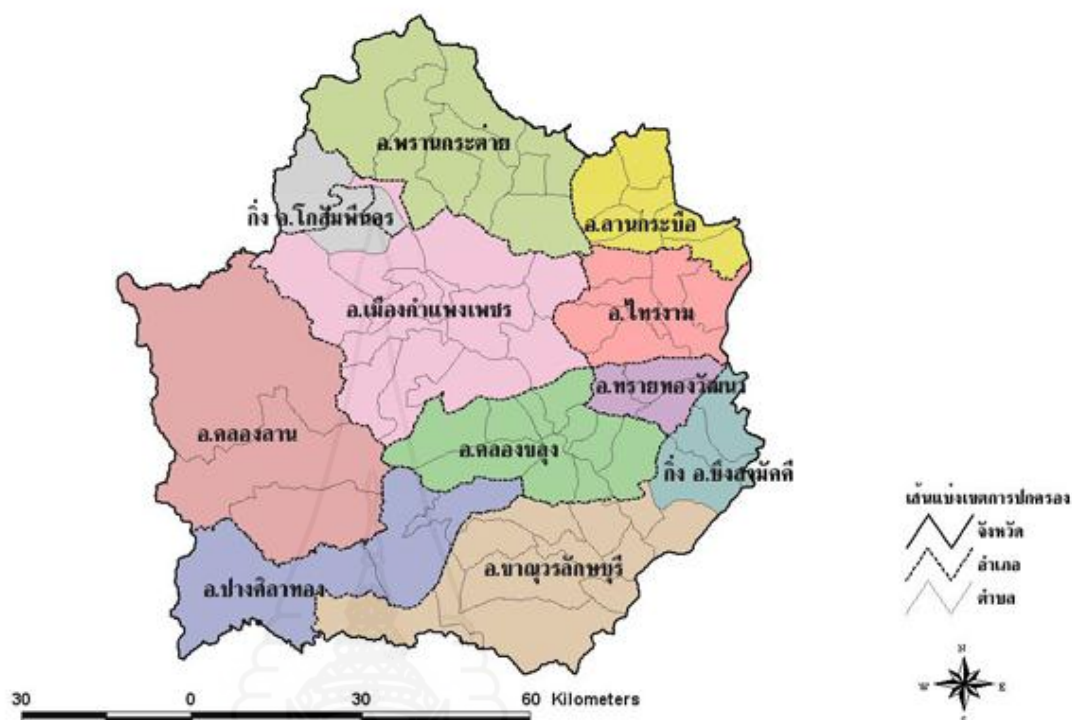 อ.พรานกระต่าย
อ.ลานกระบือ
กิ่ง อ.โกสัมพีนคร
อ.เมืองกำแพงเพชร
อ.ไทรงาม
อ.ทรายทองวัฒนา
อ.คลองลาน
อ.คลองขลุง
กิ่ง อ.บึงสามัคคี
อ.ปางศิลาทอง
อ.ขาณุวรลักษบุรี
เส้นแบ่งเขตการปกครอง
จังหวัด
อำเภอ
ตำบล
N
W
E
S
30 0 30 60 Kilometers